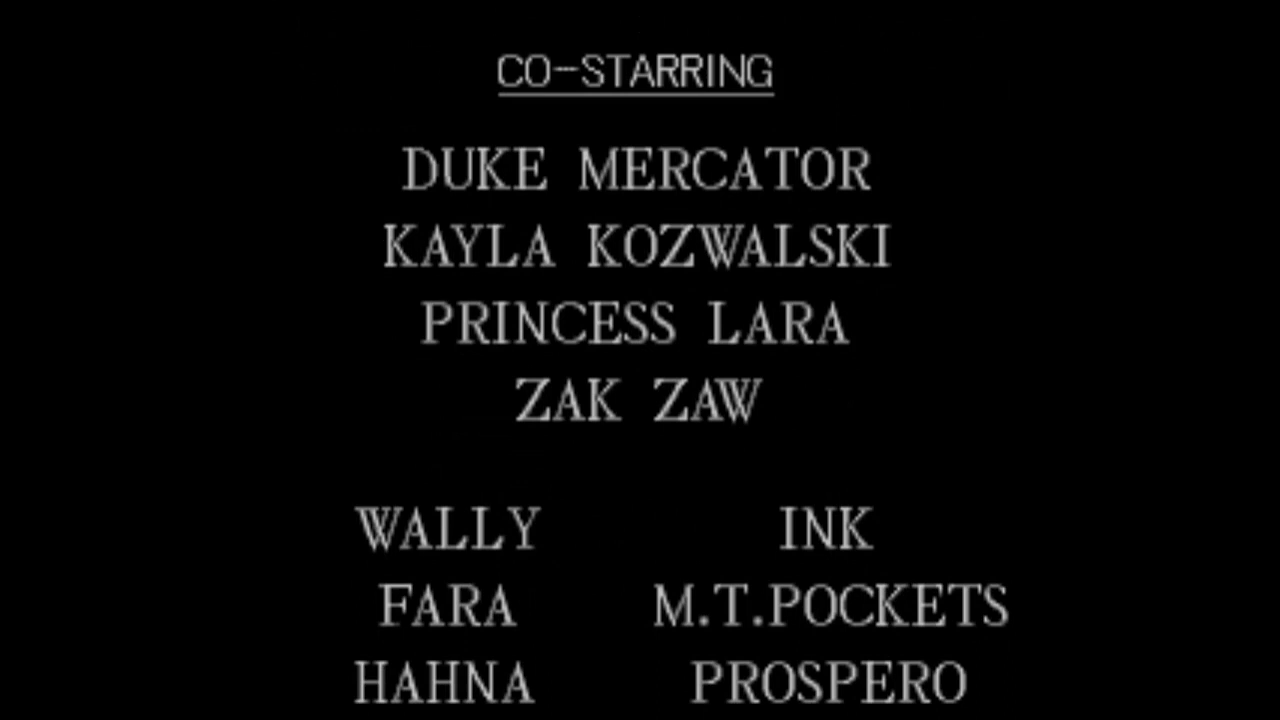 CO-STARRING
DUKE MERCATOR
KAYLA KOZWALSKI
PRINCESS LARA
ZAK ZAW
WALLY INK
FARA M.T.POCKETS
HAHNA PROSPERO